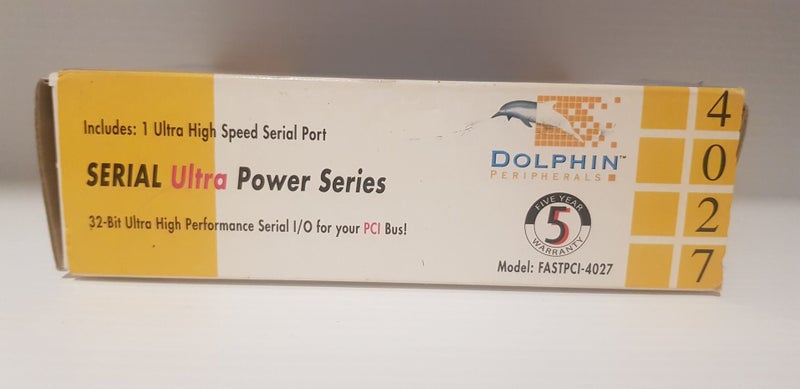 Includes: 1 Ultra High Speed Serial Port
SERIAL Ultra Power Series
32-Bit Ultra High Performance Serial I/O for your PCI Bus!
DOLPHIN™
PERIPHERALS
FIVE YEAR
5
WARRANTY
Model: FASTPCI-4027
4
0
2
7